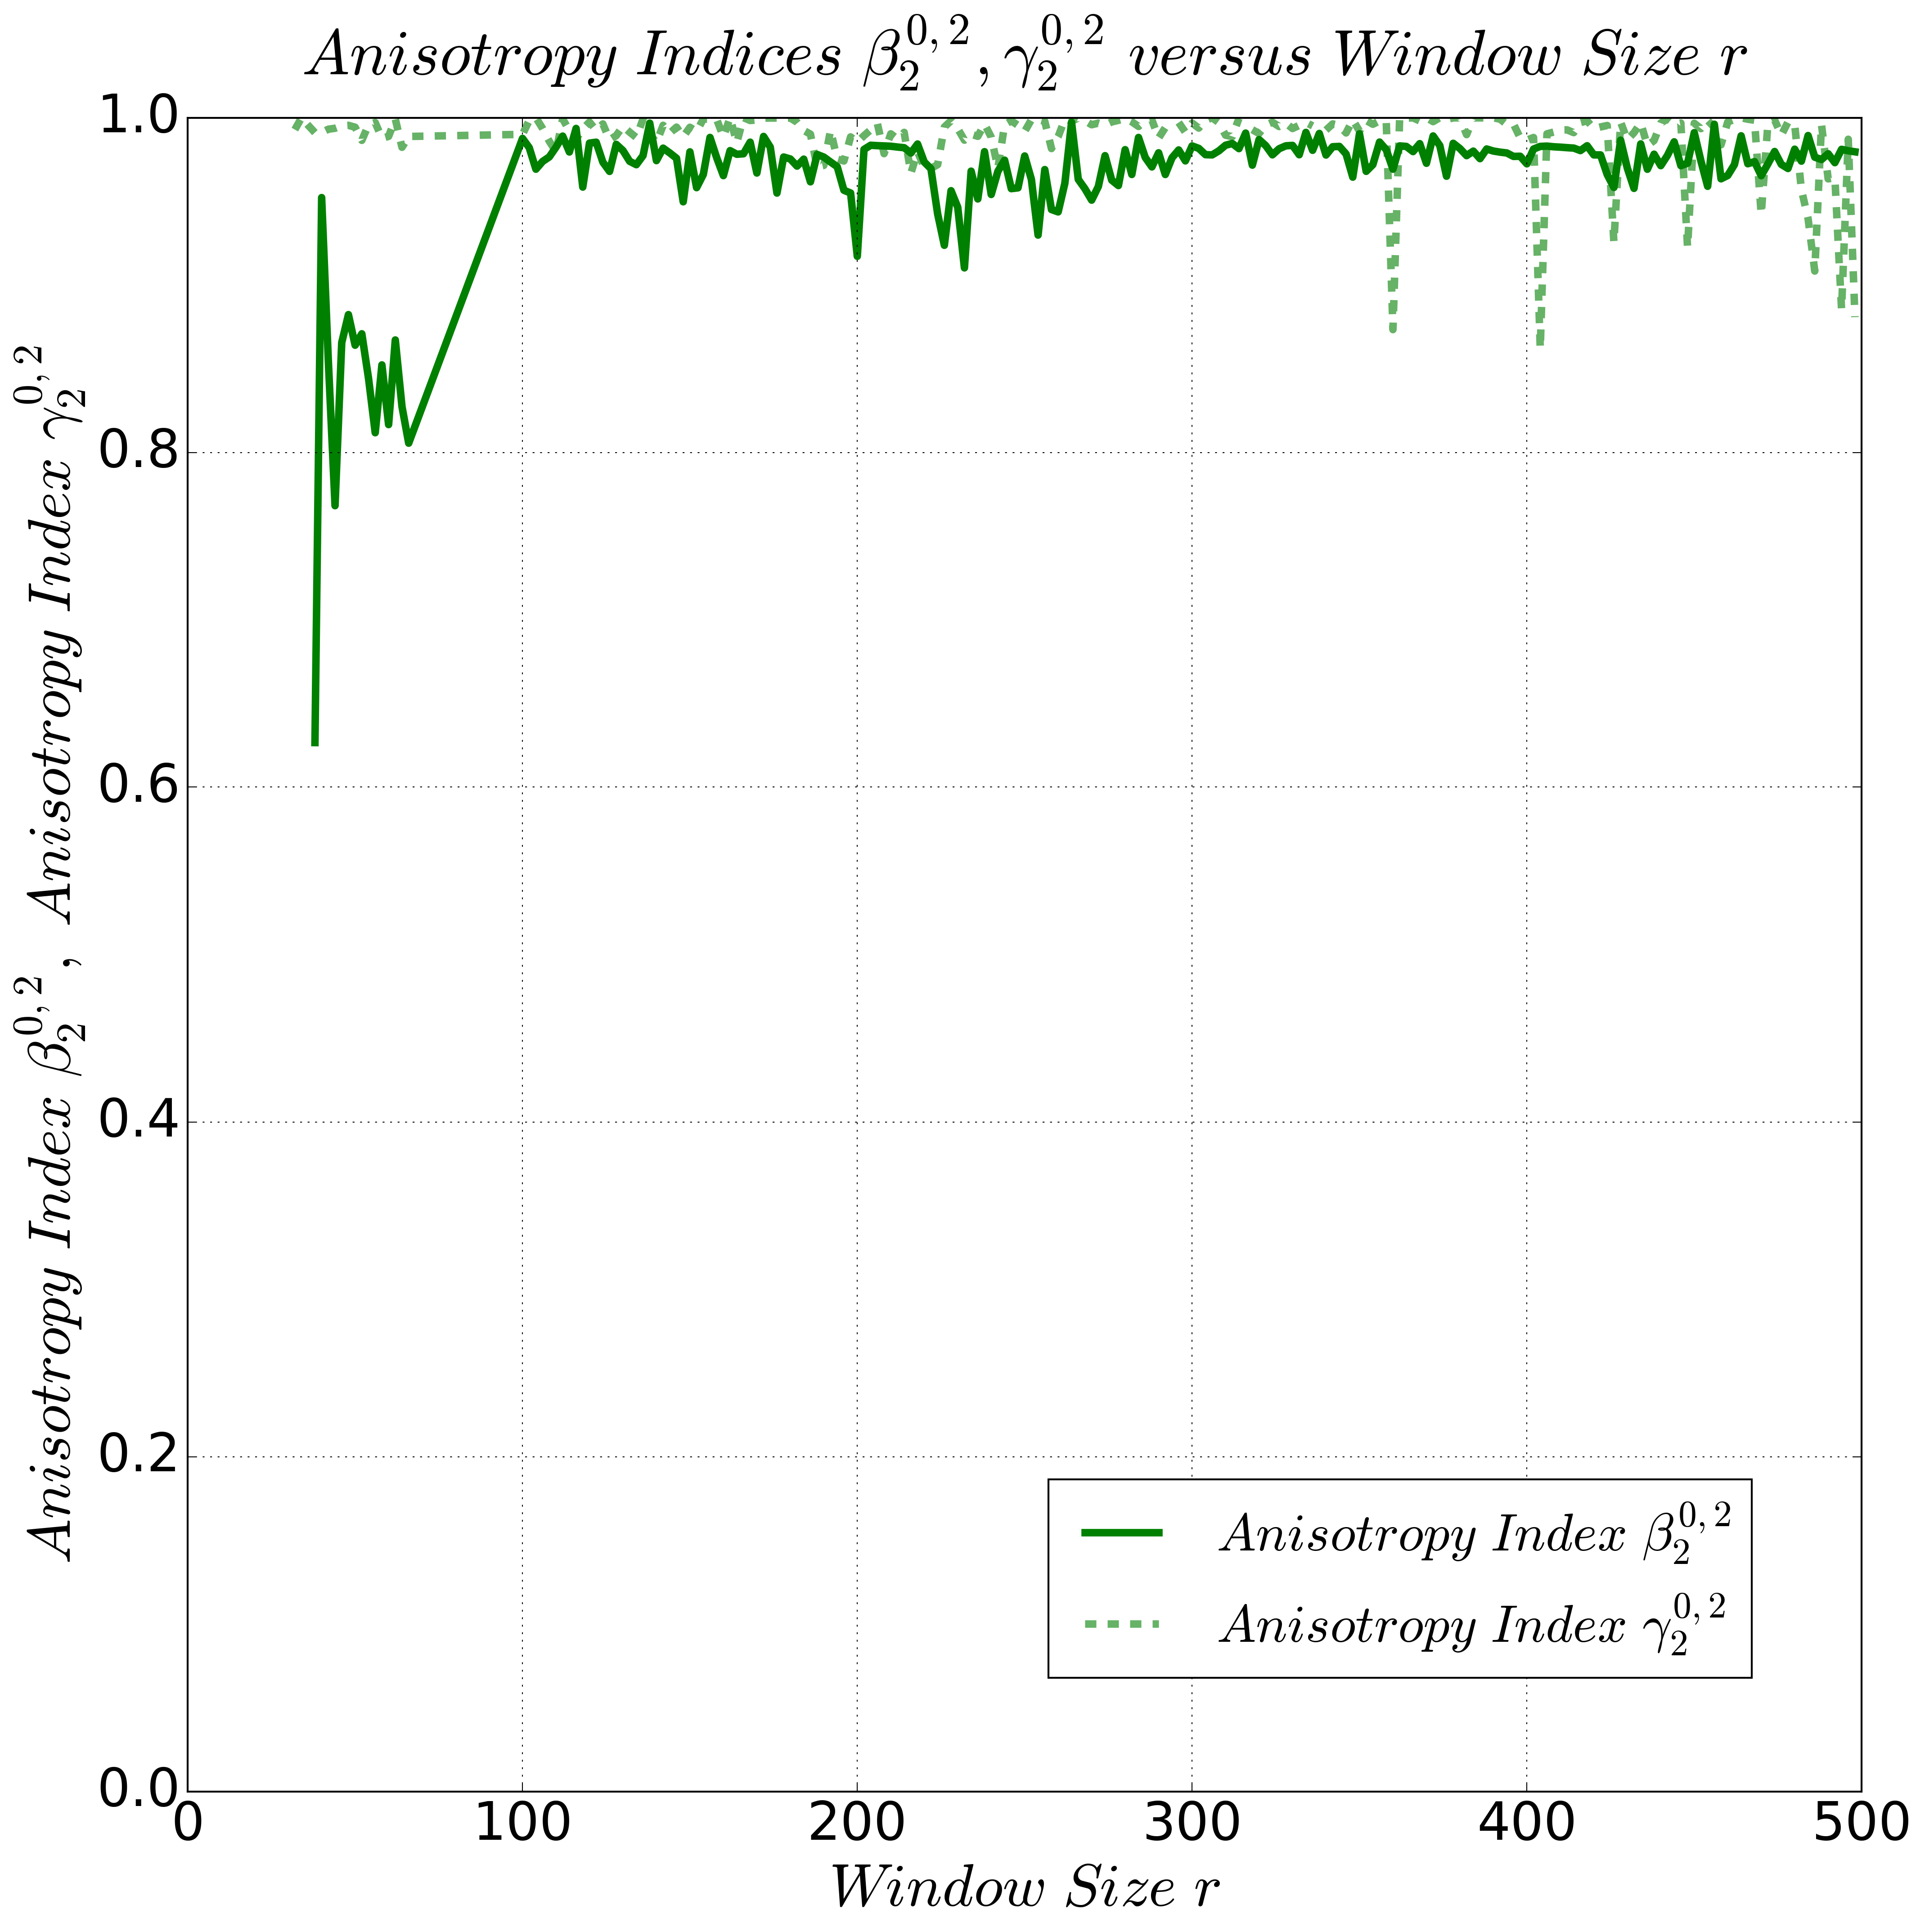 Anisotropy Indices β₂^{0,2}, γ₂^{0,2} versus Window Size r
Anisotropy Index β₂^{0,2}, Anisotropy Index γ₂^{0,2}
1.0
0.8
0.6
0.4
0.2
0.0
0 100 200 300 400 500
Window Size r
Anisotropy Index β₂^{0,2}
Anisotropy Index γ₂^{0,2}